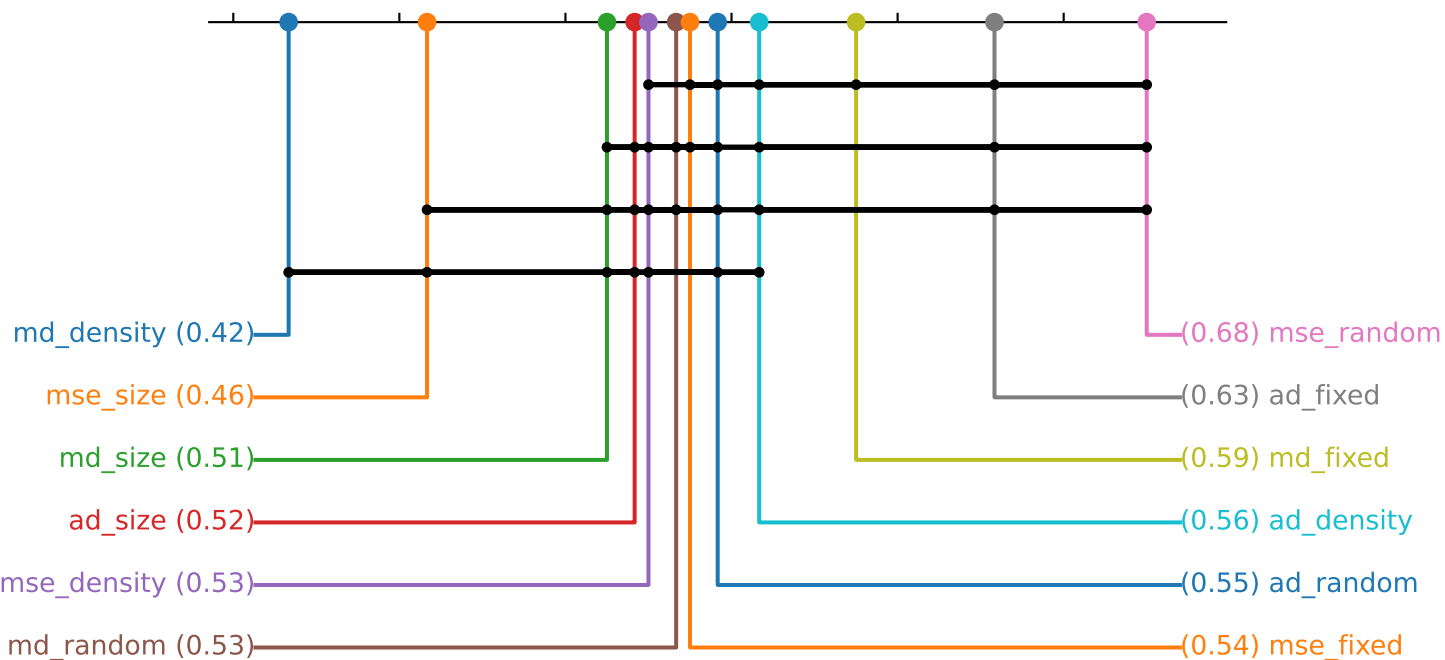 md_density (0.42)
(0.68) mse_random
mse_size (0.46)
(0.63) ad_fixed
md_size (0.51)
(0.59) md_fixed
ad_size (0.52)
(0.56) ad_density
mse_density (0.53)
(0.55) ad_random
md_random (0.53)
(0.54) mse_fixed